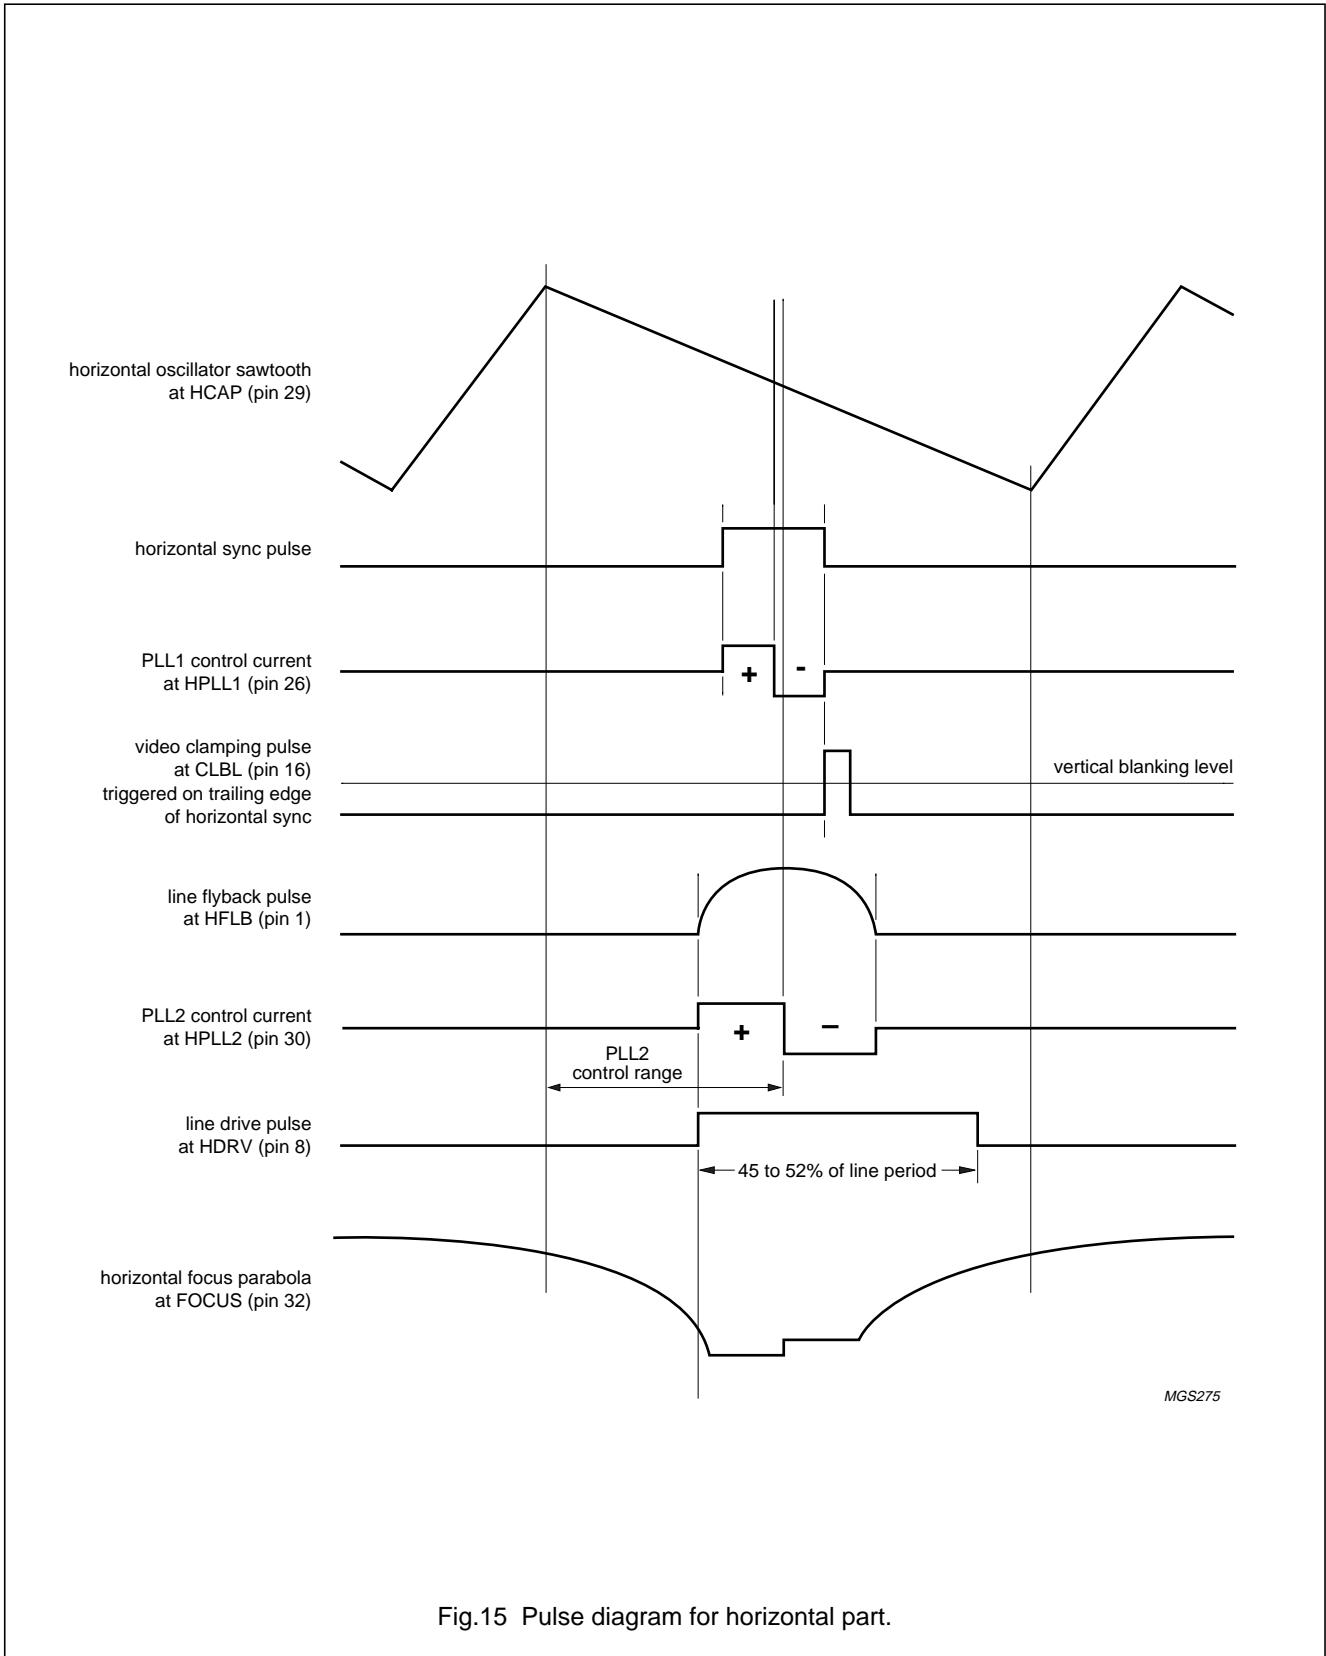 horizontal oscillator sawtooth
at HCAP (pin 29)
horizontal sync pulse
PLL1 control current
at HPLL1 (pin 26)
+
-
video clamping pulse
at CLBL (pin 16)
triggered on trailing edge
of horizontal sync
vertical blanking level
line flyback pulse
at HFLB (pin 1)
PLL2 control current
at HPLL2 (pin 30)
+
−
PLL2
control range
line drive pulse
at HDRV (pin 8)
45 to 52% of line period
horizontal focus parabola
at FOCUS (pin 32)
MGS275
Fig.15 Pulse diagram for horizontal part.